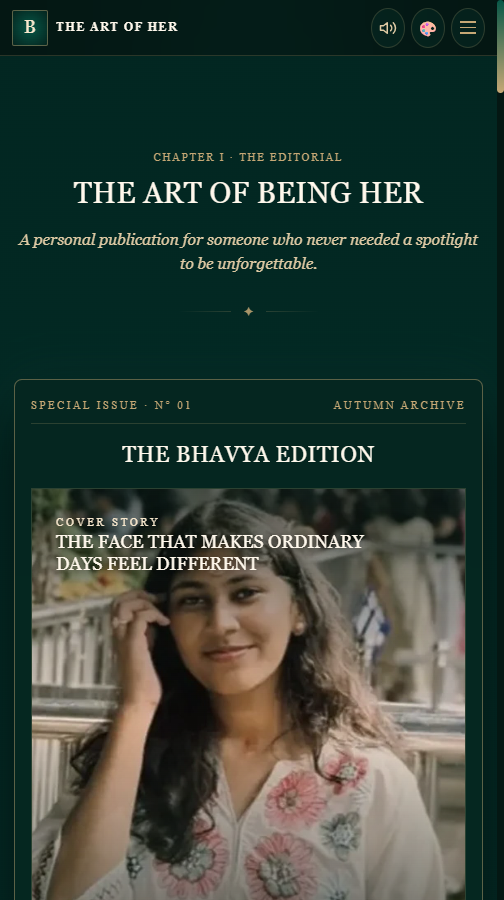 B THE ART OF HER
CHAPTER I · THE EDITORIAL
THE ART OF BEING HER
A personal publication for someone who never needed a spotlight
to be unforgettable.
SPECIAL ISSUE · N° 01 AUTUMN ARCHIVE
THE BHAVYA EDITION
COVER STORY
THE FACE THAT MAKES ORDINARY
DAYS FEEL DIFFERENT